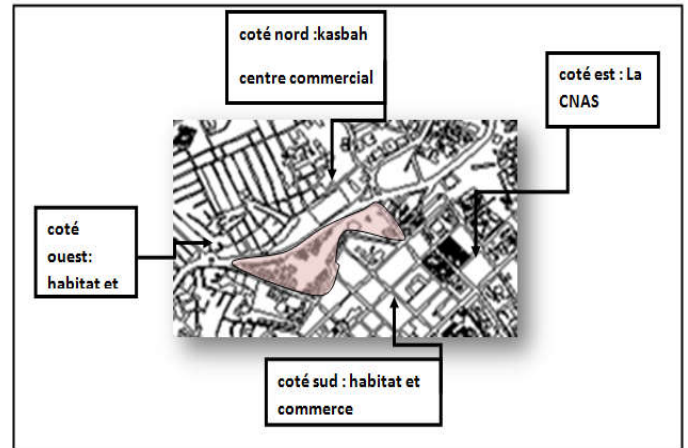 coté nord :kasbah
centre commercial
coté est : La
CNAS
coté
ouest:
habitat et
coté sud : habitat et
commerce